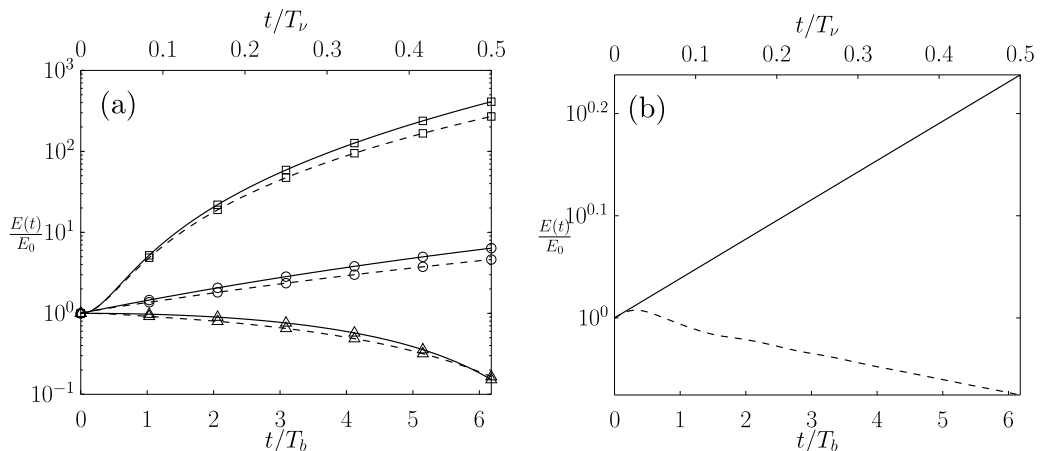 t/T_ν
0 0.1 0.2 0.3 0.4 0.5
(a)
10^3
10^2
10^1
10^0
10^{-1}
E(t)
E_0
0 1 2 3 4 5 6
t/T_b
t/T_ν
0 0.1 0.2 0.3 0.4 0.5
(b)
10^{0.2}
10^{0.1}
10^0
E(t)
E_0
0 1 2 3 4 5 6
t/T_b